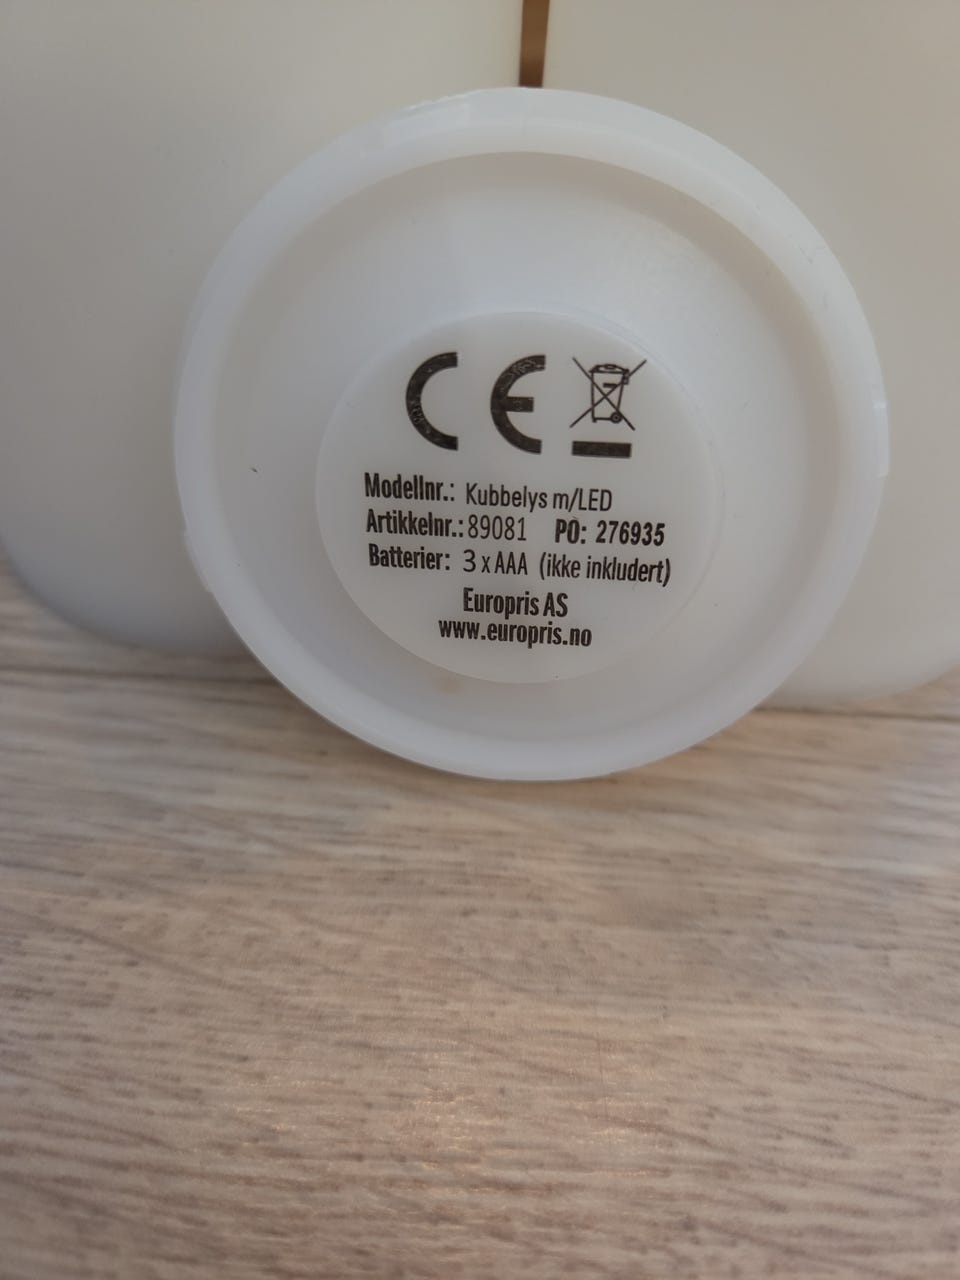 CE
Modellnr.: Kubbelys m/LED
Artikkelnr.: 89081 PO: 276935
Batterier: 3 x AAA (ikke inkludert)
Europris AS
www.europris.no